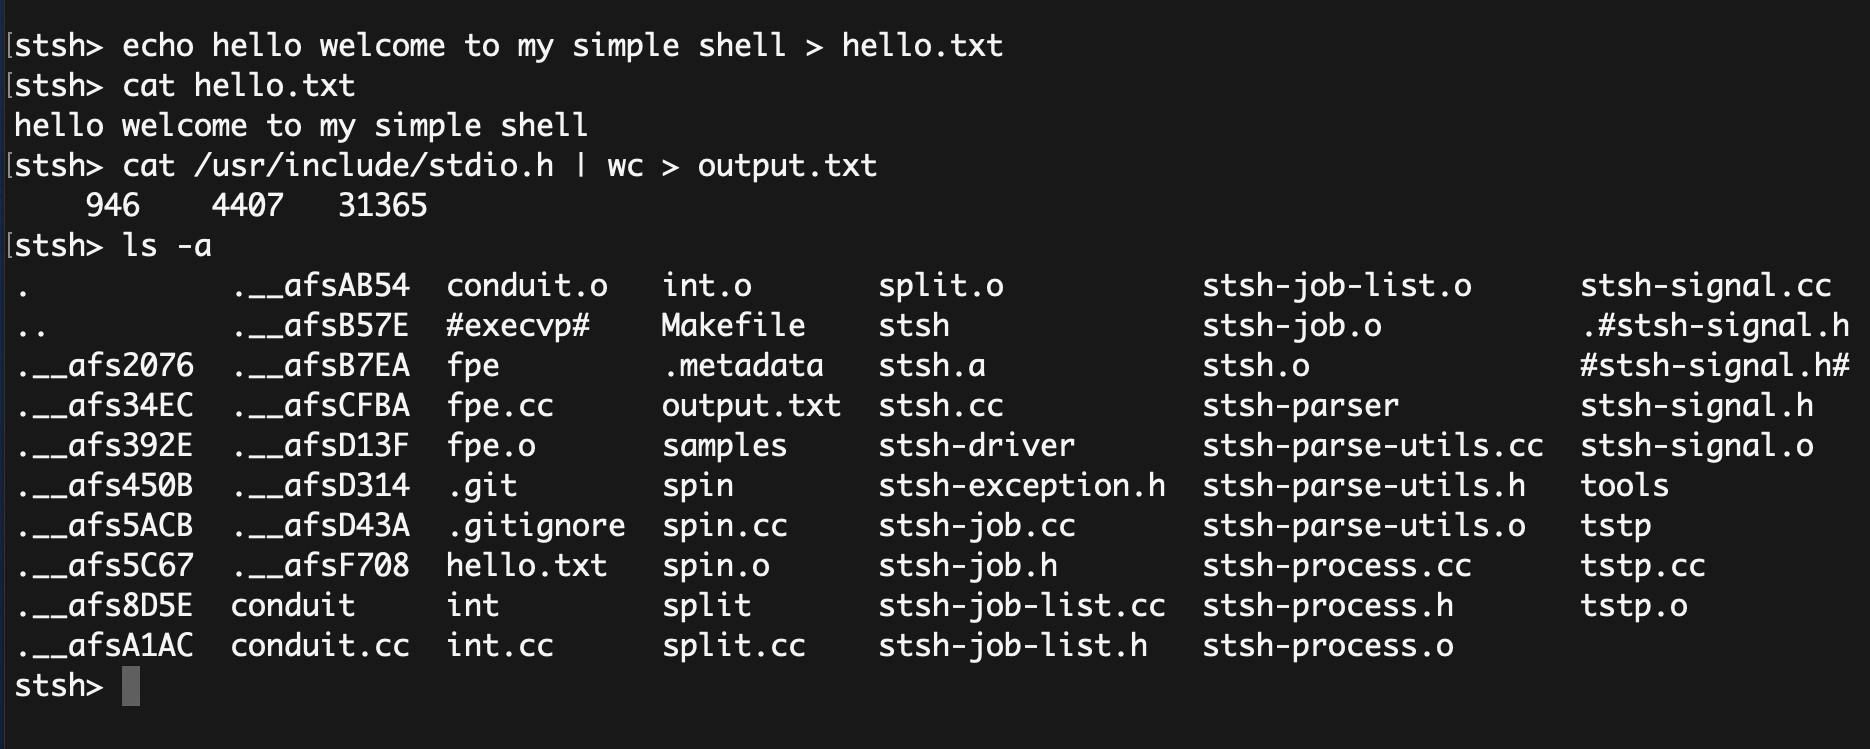 [stsh> echo hello welcome to my simple shell > hello.txt
[stsh> cat hello.txt
hello welcome to my simple shell
[stsh> cat /usr/include/stdio.h | wc > output.txt
    946    4407   31365
[stsh> ls -a
.           .__afsAB54  conduit.o  int.o      split.o           stsh-job-list.o      stsh-signal.cc
..          .__afsB57E  #execvp#   Makefile   stsh              stsh-job.o           .#stsh-signal.h
.__afs2076  .__afsB7EA  fpe        .metadata  stsh.a            stsh.o               #stsh-signal.h#
.__afs34EC  .__afsCFBA  fpe.cc     output.txt stsh.cc           stsh-parser          stsh-signal.h
.__afs392E  .__afsD13F  fpe.o      samples    stsh-driver       stsh-parse-utils.cc  stsh-signal.o
.__afs450B  .__afsD314  .git       spin       stsh-exception.h  stsh-parse-utils.h   tools
.__afs5ACB  .__afsD43A  .gitignore spin.cc    stsh-job.cc       stsh-parse-utils.o   tstp
.__afs5C67  .__afsF708  hello.txt  spin.o     stsh-job.h        stsh-process.cc      tstp.cc
.__afs8D5E  conduit     int        split      stsh-job-list.cc  stsh-process.h       tstp.o
.__afsA1AC  conduit.cc  int.cc     split.cc   stsh-job-list.h   stsh-process.o
stsh>